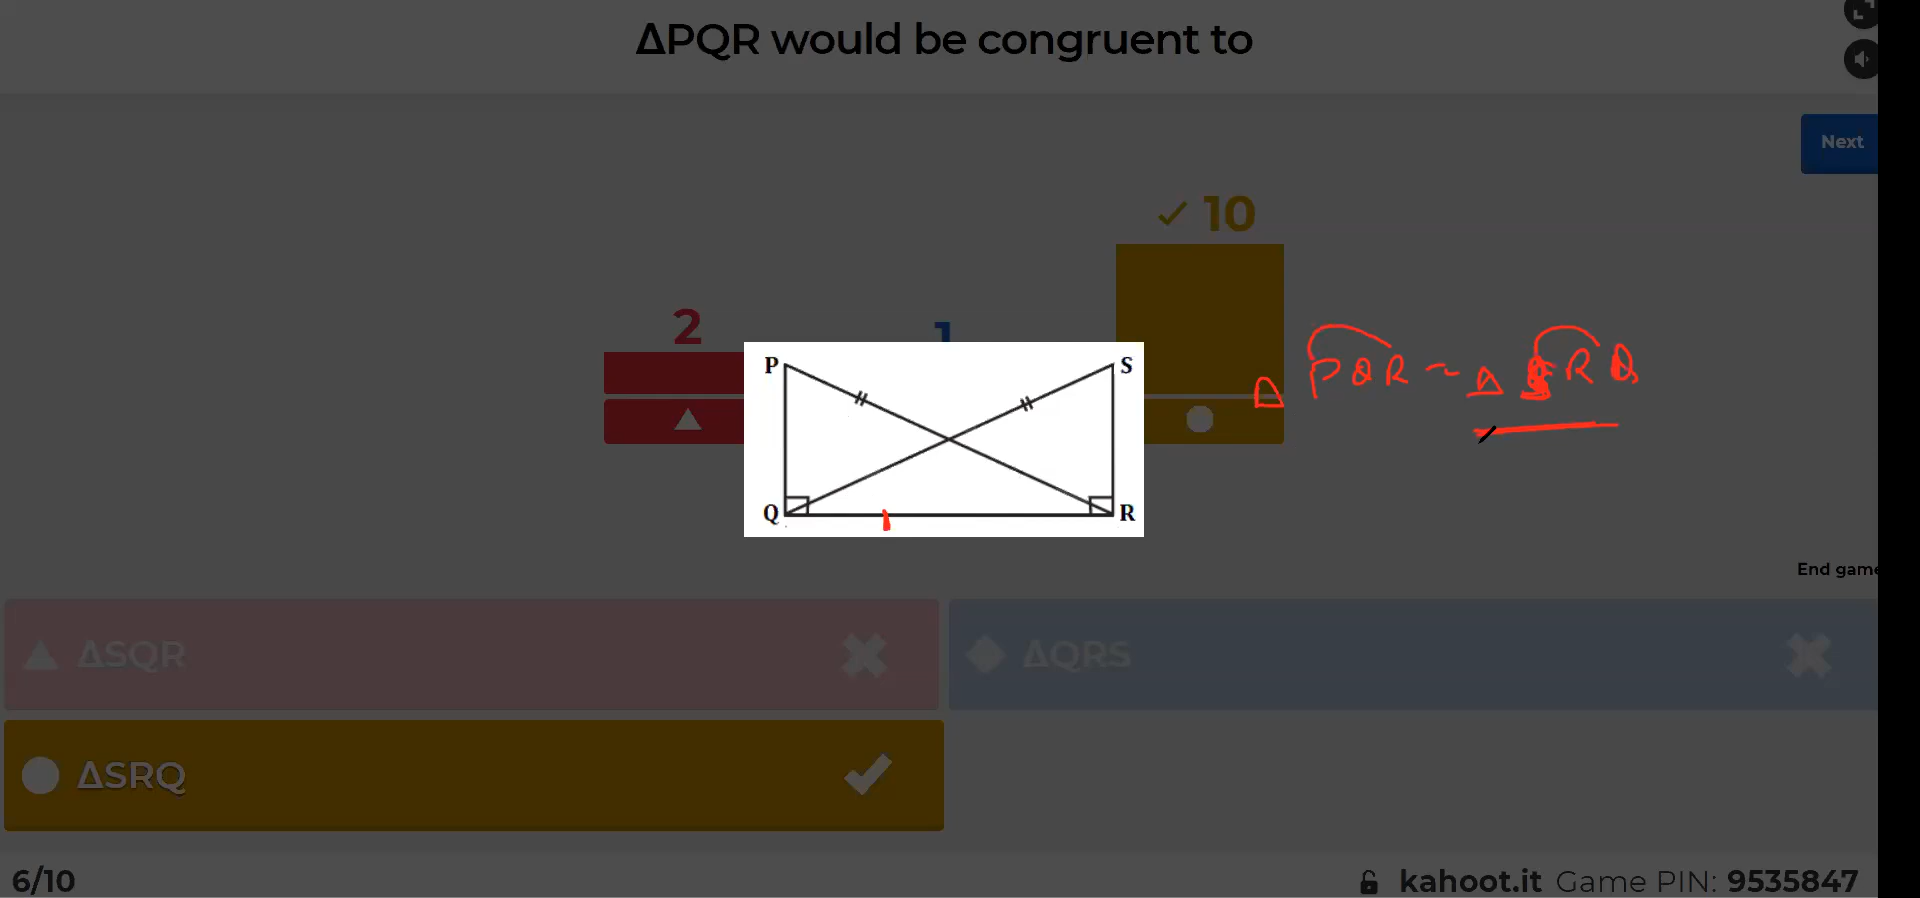 ΔPQR would be congruent to
Next
✓ 10
2
1
P
S
Q
R
Δ PQR ~ Δ SRQ
End game
ΔSQR
ΔQRS
ΔSRQ
6/10
kahoot.it Game PIN: 9535847